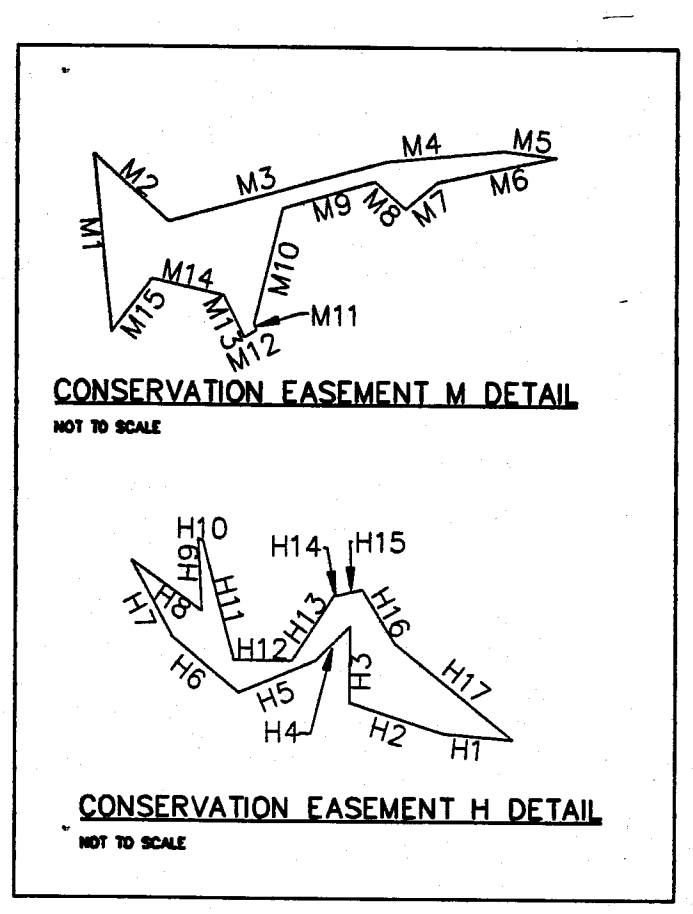 M4 M5
M2 M3 M6
M9 M8 M7
M1
M10
M14
M15 M13 M11
M12
CONSERVATION EASEMENT M DETAIL
NOT TO SCALE
H10
H14 H15
H9
H8 H11 H13 H16
H7
H12
H3
H6 H5 H17
H4 H2 H1
CONSERVATION EASEMENT H DETAIL
NOT TO SCALE